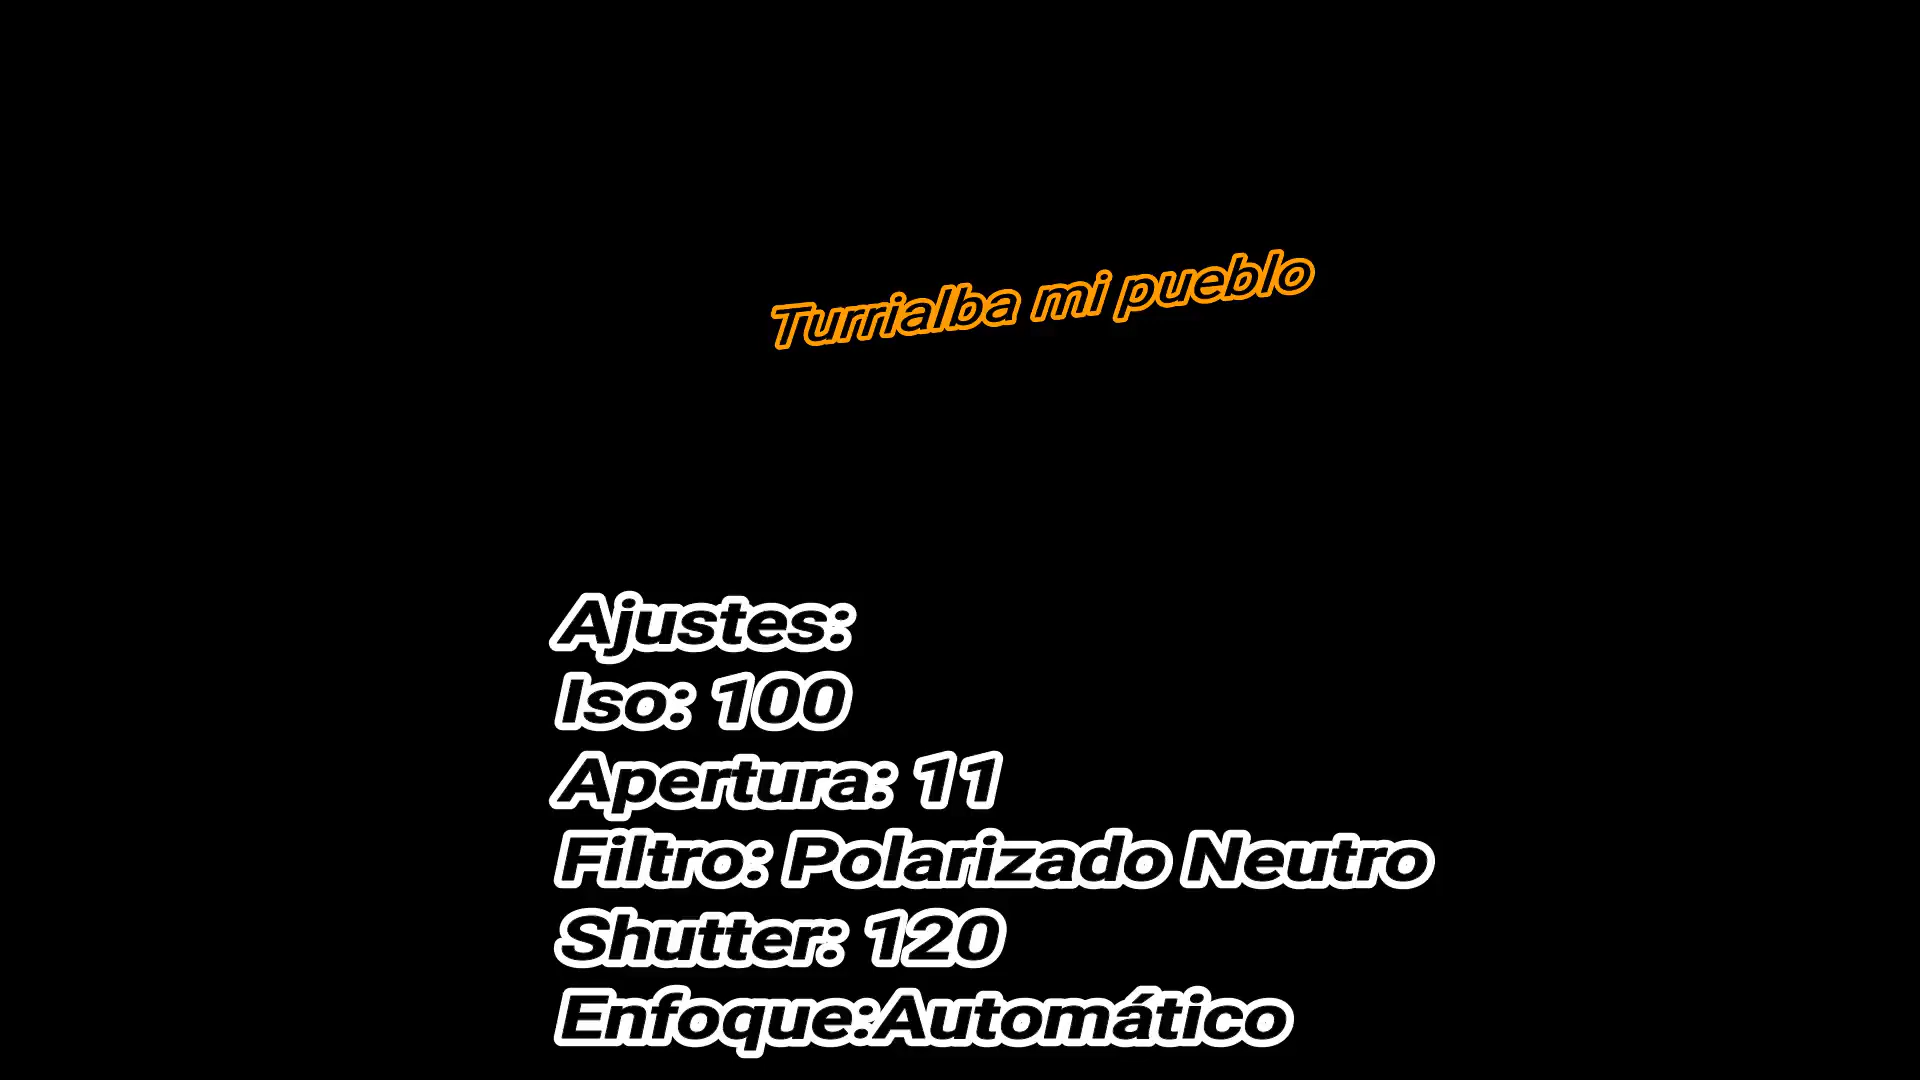 Turrialba mi pueblo
Ajustes:
Iso: 100
Apertura: 11
Filtro: Polarizado Neutro
Shutter: 120
Enfoque:Automático